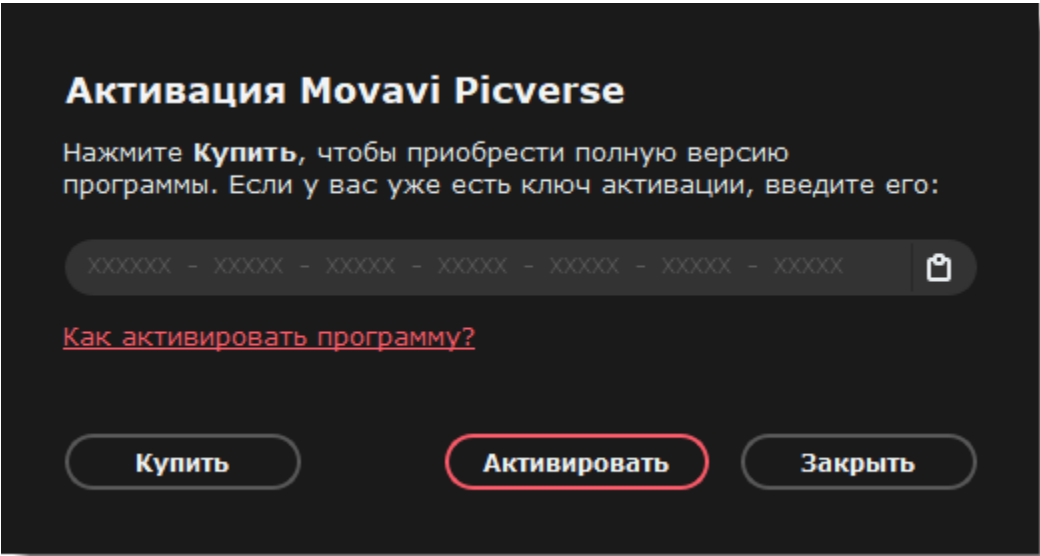 Активация Movavi Picverse
Нажмите Купить, чтобы приобрести полную версию
программы. Если у вас уже есть ключ активации, введите его:
XXXXXX - XXXXX - XXXXX - XXXXX - XXXXX - XXXXX - XXXXX
Как активировать программу?
Купить Активировать Закрыть